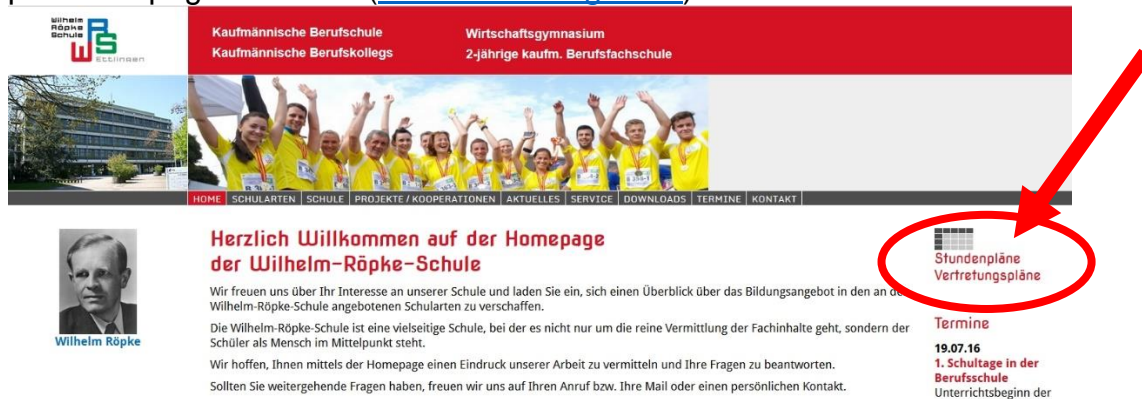 Wilhelm
Röpke
Schule
WRS
Ettlingen
Kaufmännische Berufschule
Kaufmännische Berufskollegs
Wirtschaftsgymnasium
2-jährige kaufm. Berufsfachschule
HOME | SCHULARTEN | SCHULE | PROJEKTE / KOOPERATIONEN | AKTUELLES | SERVICE | DOWNLOADS | TERMINE | KONTAKT
Wilhelm Röpke
Herzlich Willkommen auf der Homepage
der Wilhelm-Röpke-Schule
Wir freuen uns über Ihr Interesse an unserer Schule und laden Sie ein, sich einen Überblick über das Bildungsangebot in den an de
Wilhelm-Röpke-Schule angebotenen Schularten zu verschaffen.
Die Wilhelm-Röpke-Schule ist eine vielseitige Schule, bei der es nicht nur um die reine Vermittlung der Fachinhalte geht, sondern der
Schüler als Mensch im Mittelpunkt steht.
Wir hoffen, Ihnen mittels der Homepage einen Eindruck unserer Arbeit zu vermitteln und Ihre Fragen zu beantworten.
Sollten Sie weitergehende Fragen haben, freuen wir uns auf Ihren Anruf bzw. Ihre Mail oder einen persönlichen Kontakt.
Stundenpläne
Vertretungspläne
Termine
19.07.16
1. Schultage in der
Berufsschule
Unterrichtsbeginn der